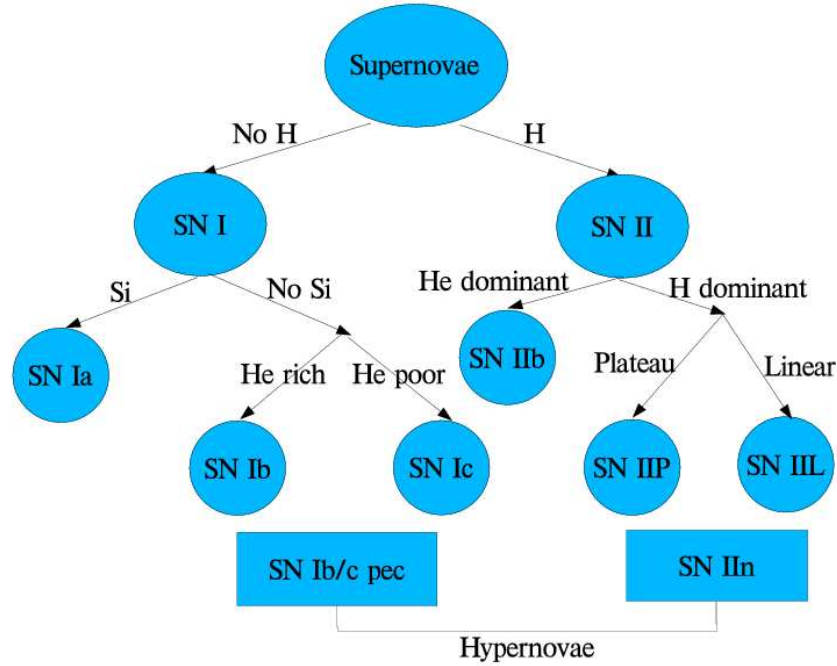 Supernovae
No H
H
SN I
SN II
Si
No Si
He dominant
H dominant
SN Ia
He rich
He poor
SN IIb
Plateau
Linear
SN Ib
SN Ic
SN IIP
SN IIL
SN Ib/c pec
SN IIn
Hypernovae